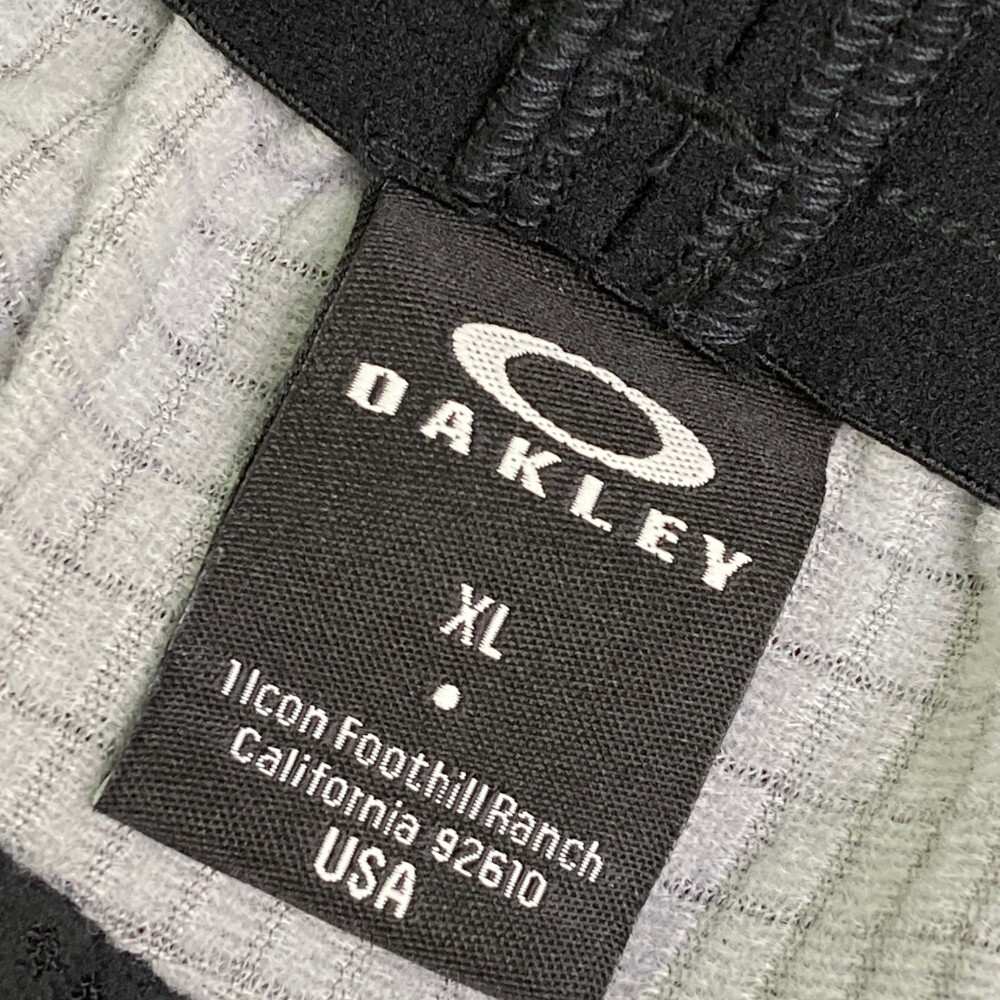 OAKLEY
XL
1 Icon Foothill Ranch
California 92610
USA